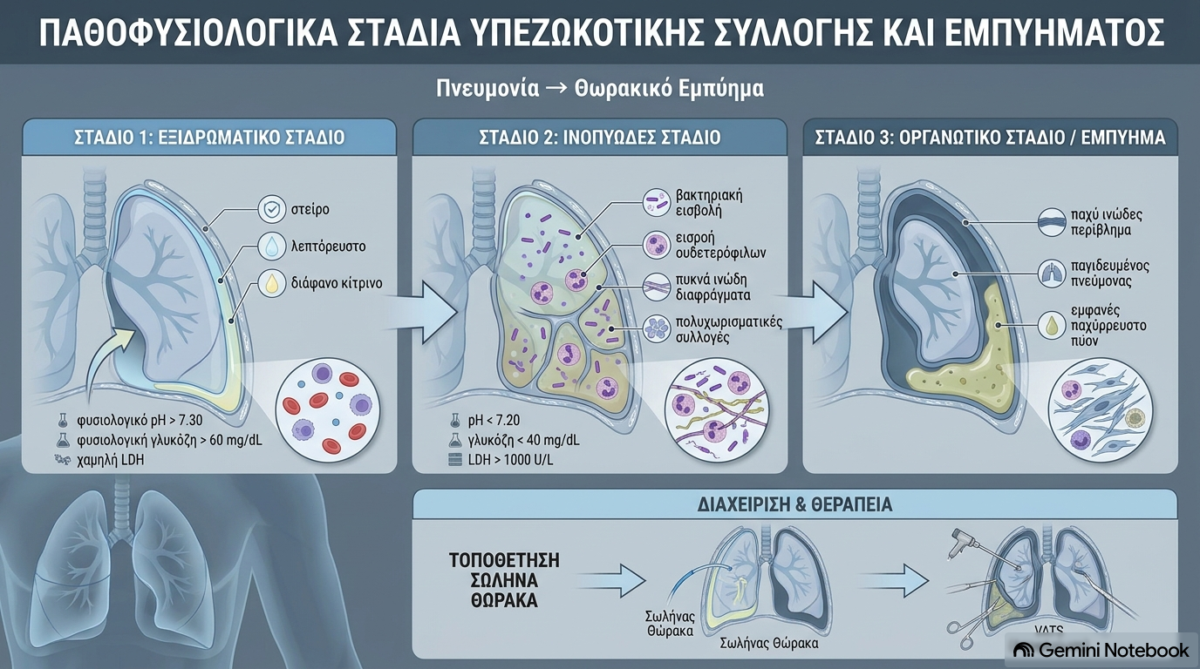 ΠΑΘΟΦΥΣΙΟΛΟΓΙΚΑ ΣΤΑΔΙΑ ΥΠΕΖΩΚΟΤΙΚΗΣ ΣΥΛΛΟΓΗΣ ΚΑΙ ΕΜΠΥΗΜΑΤΟΣ
Πνευμονία → Θωρακικό Εμπύημα
ΣΤΑΔΙΟ 1: ΕΞΙΔΡΩΜΑΤΙΚΟ ΣΤΑΔΙΟ
στείρο
λεπτόρευστο
διάφανο κίτρινο
φυσιολογικό pH > 7.30
φυσιολογική γλυκόζη > 60 mg/dL
χαμηλή LDH
ΣΤΑΔΙΟ 2: ΙΝΟΠΥΩΔΕΣ ΣΤΑΔΙΟ
βακτηριακή
εισβολή
εισροή
ουδετερόφιλων
πυκνά ινώδη
διαφράγματα
πολυχωρισματικές
συλλογές
pH < 7.20
γλυκόζη < 40 mg/dL
LDH > 1000 U/L
ΣΤΑΔΙΟ 3: ΟΡΓΑΝΩΤΙΚΟ ΣΤΑΔΙΟ / ΕΜΠΥΗΜΑ
παχύ ινώδες
περίβλημα
παγιδευμένος
πνεύμονας
εμφανές
παχύρρευστο
πύον
ΔΙΑΧΕΙΡΙΣΗ & ΘΕΡΑΠΕΙΑ
ΤΟΠΟΘΕΤΗΣΗ
ΣΩΛΗΝΑ
ΘΩΡΑΚΑ
Σωλήνας
Θώρακα
Σωλήνας Θώρακα
VATS
Gemini Notebook